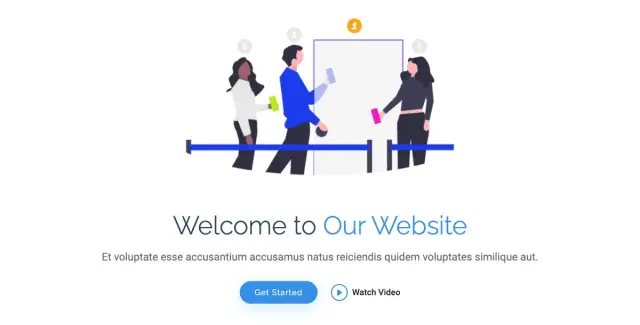 Welcome to Our Website
Et voluptate esse accusantium accusamus natus reiciendis quidem voluptates similique aut.
Get Started
Watch Video